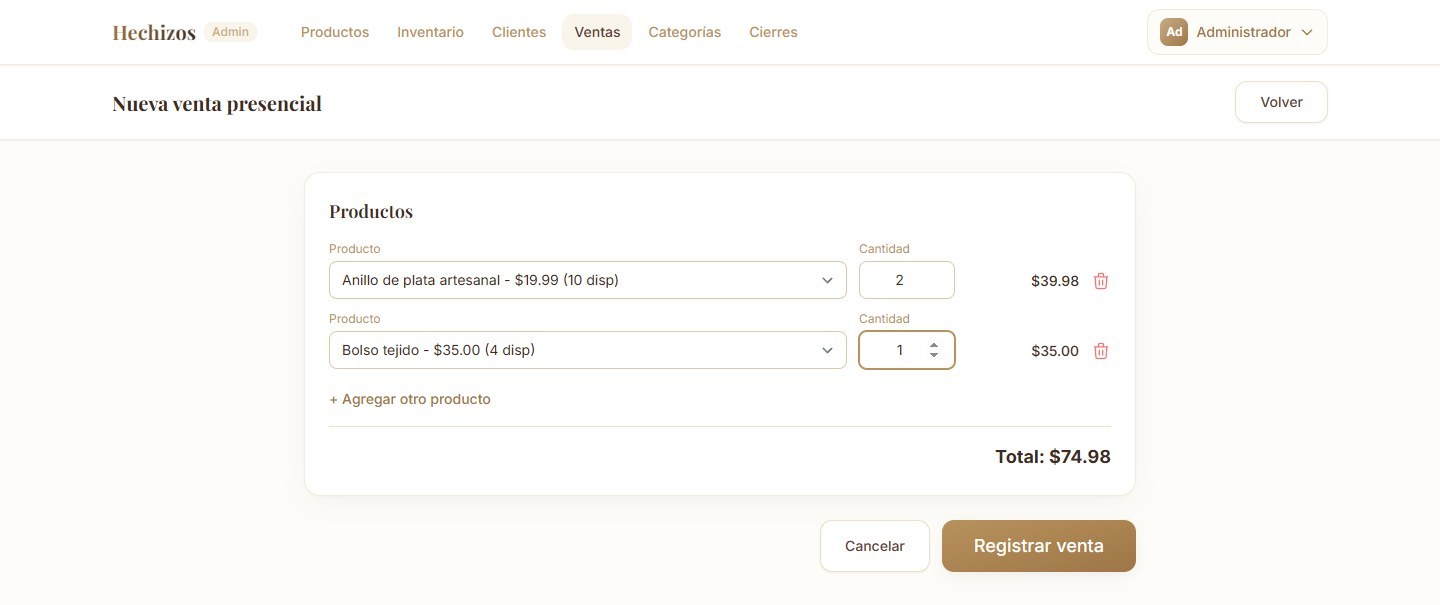 Hechizos Admin Productos Inventario Clientes Ventas Categorías Cierres Ad Administrador
Nueva venta presencial Volver
Productos
Producto Cantidad
Anillo de plata artesanal - $19.99 (10 disp) 2 $39.98
Producto Cantidad
Bolso tejido - $35.00 (4 disp) 1 $35.00
+ Agregar otro producto
Total: $74.98
Cancelar Registrar venta